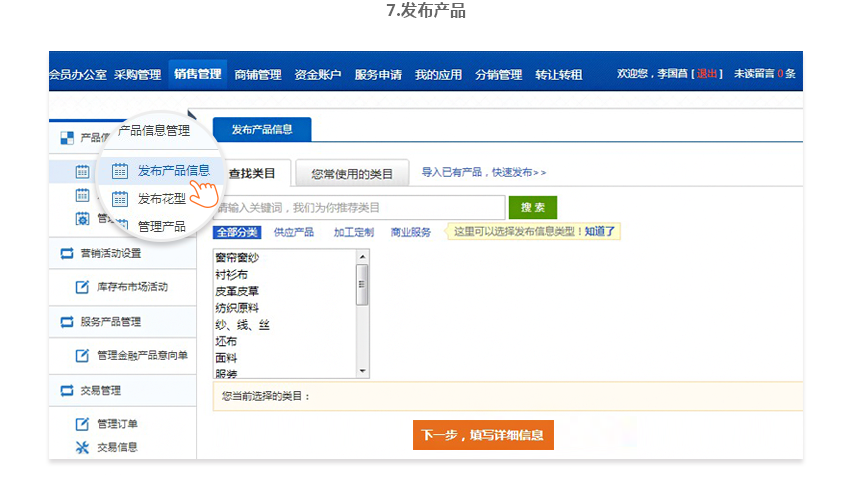 7.发布产品
会员办公室 采购管理 销售管理 商铺管理 资金账户 服务申请 我的应用 分销管理 转让转租 欢迎您，李国苗 [ 退出 ] 未读留言 0 条
产品信息管理
发布产品信息
发布花型
管理产品
营销活动设置
库存布市场活动
服务产品管理
管理金融产品意向单
交易管理
管理订单
交易信息
发布产品信息
查找类目 您常使用的类目 导入已有产品，快速发布>>
请输入关键词，我们为你推荐类目 搜 索
全部分类 供应产品 加工定制 商业服务 这里可以选择发布信息类型！知道了
窗帘窗纱
衬衫布
皮革皮草
纺织原料
纱、线、丝
坯布
面料
服装
您当前选择的类目：
下一步，填写详细信息